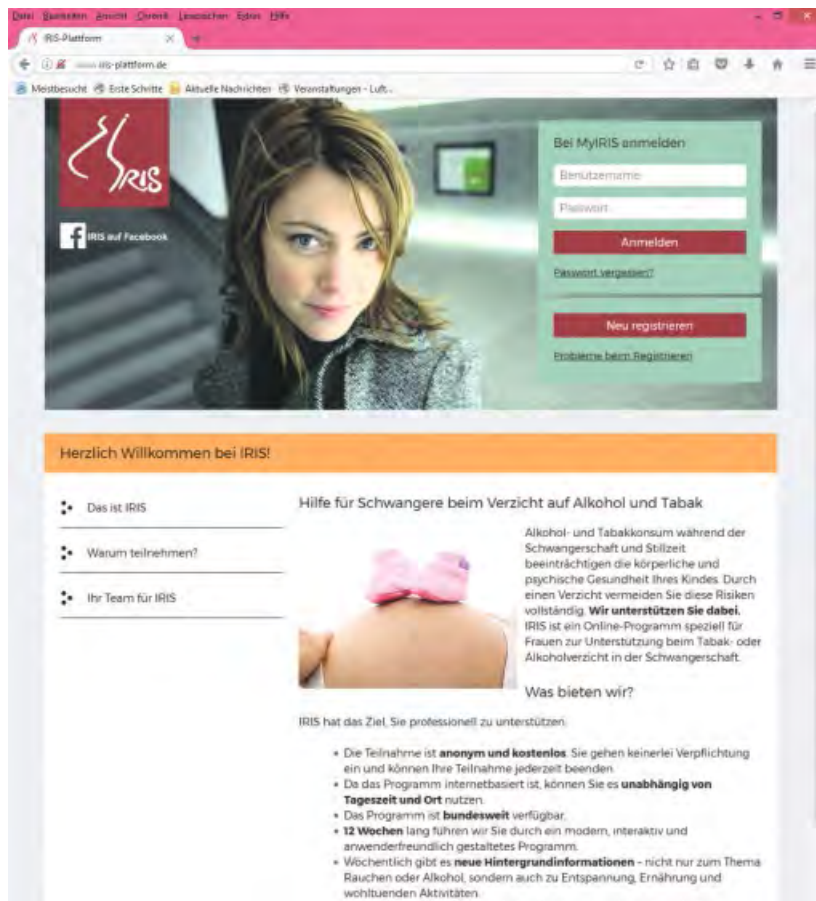 Datei Bearbeiten Ansicht Chronik Lesezeichen Extras Hilfe
IRIS-Plattform
iris-plattform.de
Meistbesucht Erste Schritte Aktuelle Nachrichten Veranstaltungen - Luft...
IRIS
IRIS auf Facebook
Bei MyIRIS anmelden
Benutzername
Passwort
Anmelden
Passwort vergessen?
Neu registrieren
Probleme beim Registrieren
Herzlich Willkommen bei IRIS!
Das ist IRIS
Warum teilnehmen?
Ihr Team für IRIS
Hilfe für Schwangere beim Verzicht auf Alkohol und Tabak
Alkohol- und Tabakkonsum während der
Schwangerschaft und Stillzeit
beeinträchtigen die körperliche und
psychische Gesundheit Ihres Kindes. Durch
einen Verzicht vermeiden Sie diese Risiken
vollständig. Wir unterstützen Sie dabei.
IRIS ist ein Online-Programm speziell für
Frauen zur Unterstützung beim Tabak- oder
Alkoholverzicht in der Schwangerschaft.
Was bieten wir?
IRIS hat das Ziel, Sie professionell zu unterstützen:
• Die Teilnahme ist anonym und kostenlos. Sie gehen keinerlei Verpflichtung
ein und können Ihre Teilnahme jederzeit beenden.
• Da das Programm internetbasiert ist, können Sie es unabhängig von
Tageszeit und Ort nutzen.
• Das Programm ist bundesweit verfügbar.
• 12 Wochen lang führen wir Sie durch ein modern, interaktiv und
anwenderfreundlich gestaltetes Programm.
• Wöchentlich gibt es neue Hintergrundinformationen – nicht nur zum Thema
Rauchen oder Alkohol, sondern auch zu Entspannung, Ernährung und
wohltuenden Aktivitäten.